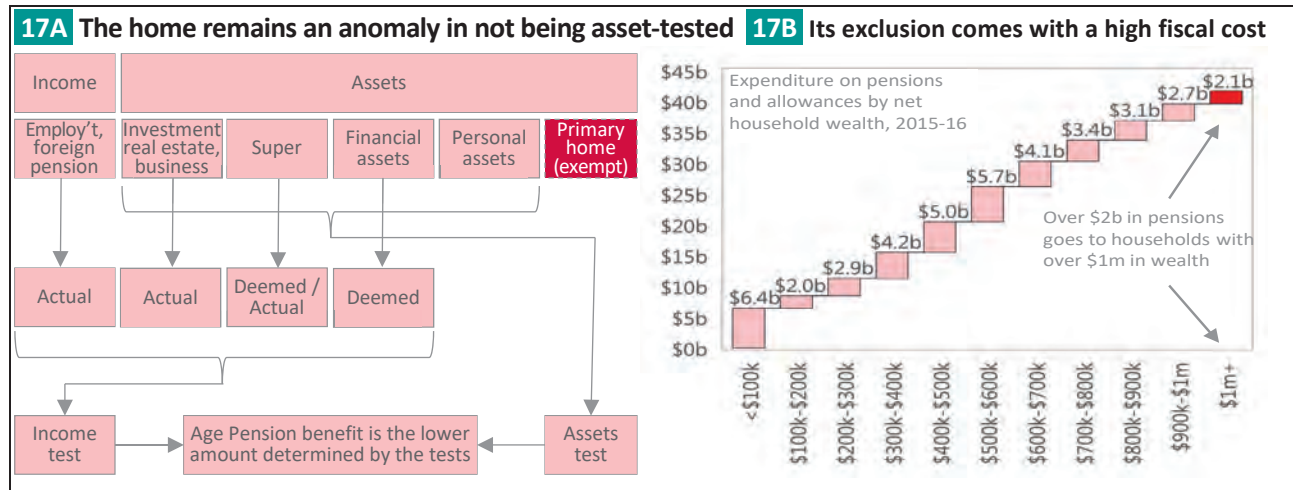 17A The home remains an anomaly in not being asset-tested
Income
Assets
Employ't,
foreign
pension
Investment
real estate,
business
Super
Financial
assets
Personal
assets
Primary
home
(exempt)
Actual
Actual
Deemed /
Actual
Deemed
Income
test
Age Pension benefit is the lower
amount determined by the tests
Assets
test
17B Its exclusion comes with a high fiscal cost
Expenditure on pensions
and allowances by net
household wealth, 2015-16
$45b
$40b
$35b
$30b
$25b
$20b
$15b
$10b
$5b
$0b
$6.4b
$2.0b
$2.9b
$4.2b
$5.0b
$5.7b
$4.1b
$3.4b
$3.1b
$2.7b
$2.1b
Over $2b in pensions
goes to households with
over $1m in wealth
<$100k
$100k-$200k
$200k-$300k
$300k-$400k
$400k-$500k
$500k-$600k
$600k-$700k
$700k-$800k
$800k-$900k
$900k-$1m
$1m+